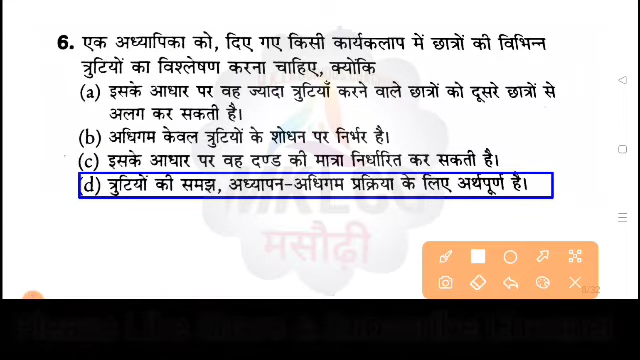 6. एक अध्यापिका को, दिए गए किसी कार्यकलाप में छात्रों की विभिन्न
त्रुटियों का विश्लेषण करना चाहिए, क्योंकि
(a) इसके आधार पर वह ज्यादा त्रुटियाँ करने वाले छात्रों को दूसरे छात्रों से
अलग कर सकती है।
(b) अधिगम केवल त्रुटियों के शोधन पर निर्भर है।
(c) इसके आधार पर वह दण्ड की मात्रा निर्धारित कर सकती है।
(d) त्रुटियों की समझ, अध्यापन-अधिगम प्रक्रिया के लिए अर्थपूर्ण है।
मसौढ़ी